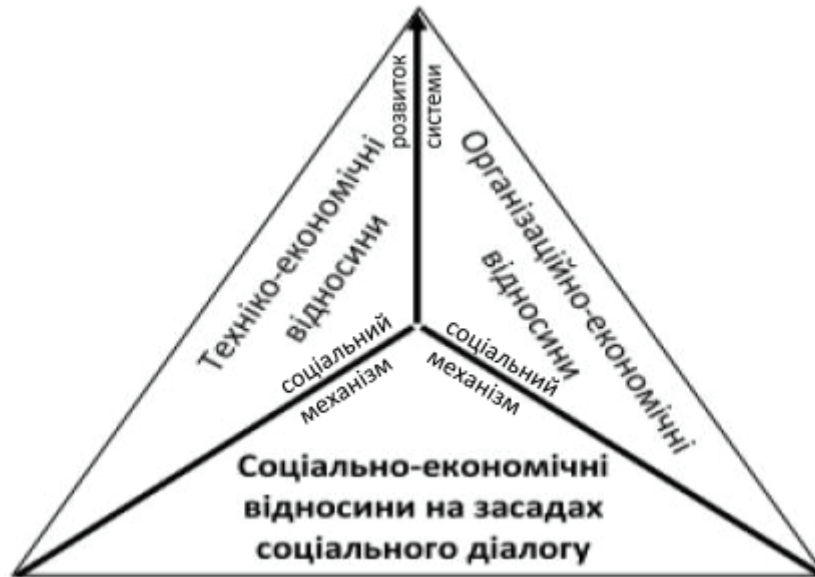 розвиток
системи
Техніко-економічні
відносини
Організаційно-економічні
відносини
соціальний
механізм
соціальний
механізм
Соціально-економічні
відносини на засадах
соціального діалогу